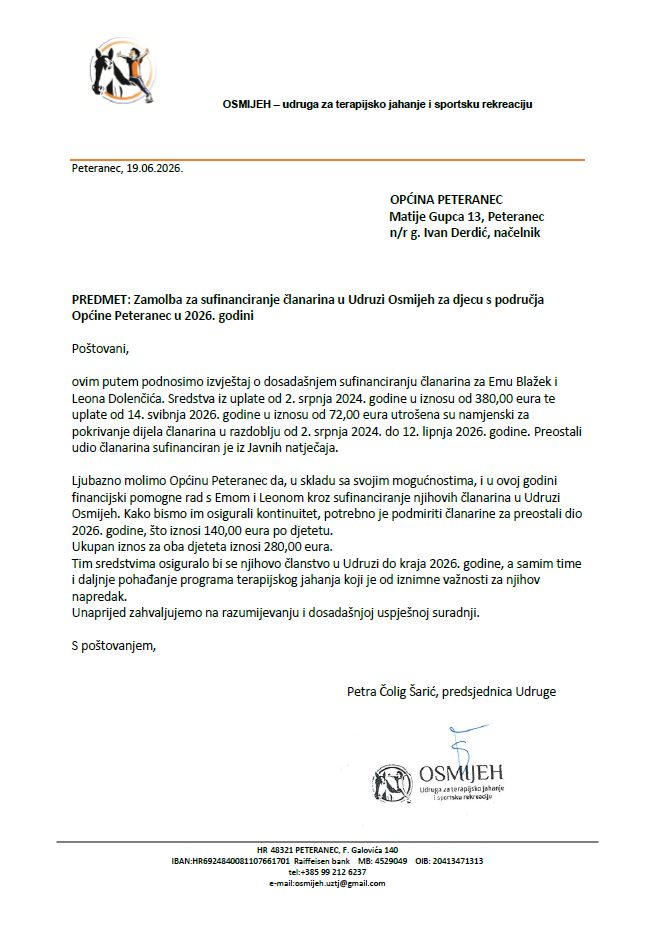 OSMIJEH – udruga za terapijsko jahanje i sportsku rekreaciju
Peteranec, 19.06.2026.
OPĆINA PETERANEC
Matije Gupca 13, Peteranec
n/r g. Ivan Derdić, načelnik
PREDMET: Zamolba za sufinanciranje članarina u Udruzi Osmijeh za djecu s područja
Općine Peteranec u 2026. godini
Poštovani,
ovim putem podnosimo izvještaj o dosadašnjem sufinanciranju članarina za Emu Blažek i
Leona Dolenčića. Sredstva iz uplate od 2. srpnja 2024. godine u iznosu od 380,00 eura te
uplate od 14. svibnja 2026. godine u iznosu od 72,00 eura utrošena su namjenski za
pokrivanje dijela članarina u razdoblju od 2. srpnja 2024. do 12. lipnja 2026. godine. Preostali
udio članarina sufinanciran je iz Javnih natječaja.
Ljubazno molimo Općinu Peteranec da, u skladu sa svojim mogućnostima, i u ovoj godini
financijski pomogne rad s Emom i Leonom kroz sufinanciranje njihovih članarina u Udruzi
Osmijeh. Kako bismo im osigurali kontinuitet, potrebno je podmiriti članarine za preostali dio
2026. godine, što iznosi 140,00 eura po djetetu.
Ukupan iznos za oba djeteta iznosi 280,00 eura.
Tim sredstvima osiguralo bi se njihovo članstvo u Udruzi do kraja 2026. godine, a samim time
i daljnje pohađanje programa terapijskog jahanja koji je od iznimne važnosti za njihov
napredak.
Unaprijed zahvaljujemo na razumijevanju i dosadašnjoj uspješnoj suradnji.
S poštovanjem,
Petra Čolig Šarić, predsjednica Udruge
OSMIJEH
Udruga za terapijsko jahanje
i sportsku rekreaciju
HR 48321 PETERANEC, F. Galovića 140
IBAN:HR6924840081107661701 Raiffeisen bank MB: 4529049 OIB: 20413471313
tel:+385 99 212 6237
e-mail:osmijeh.uztj@gmail.com